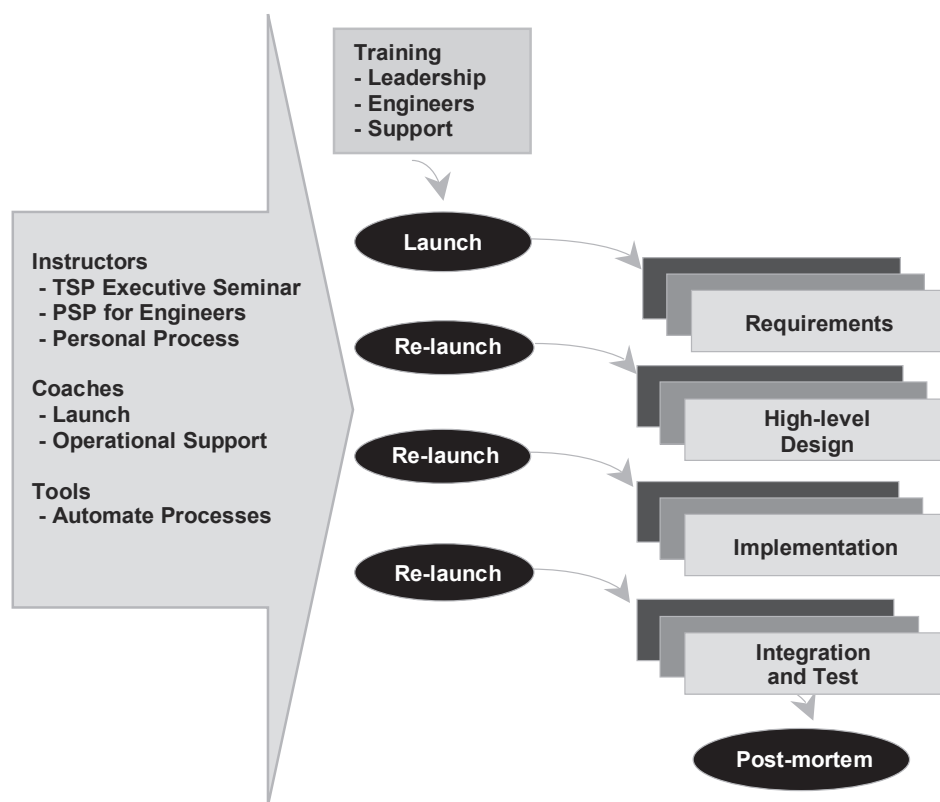 Training
- Leadership
- Engineers
- Support
Launch
Instructors
- TSP Executive Seminar
- PSP for Engineers
- Personal Process
Coaches
- Launch
- Operational Support
Tools
- Automate Processes
Requirements
Re-launch
High-level
Design
Re-launch
Implementation
Re-launch
Integration
and Test
Post-mortem